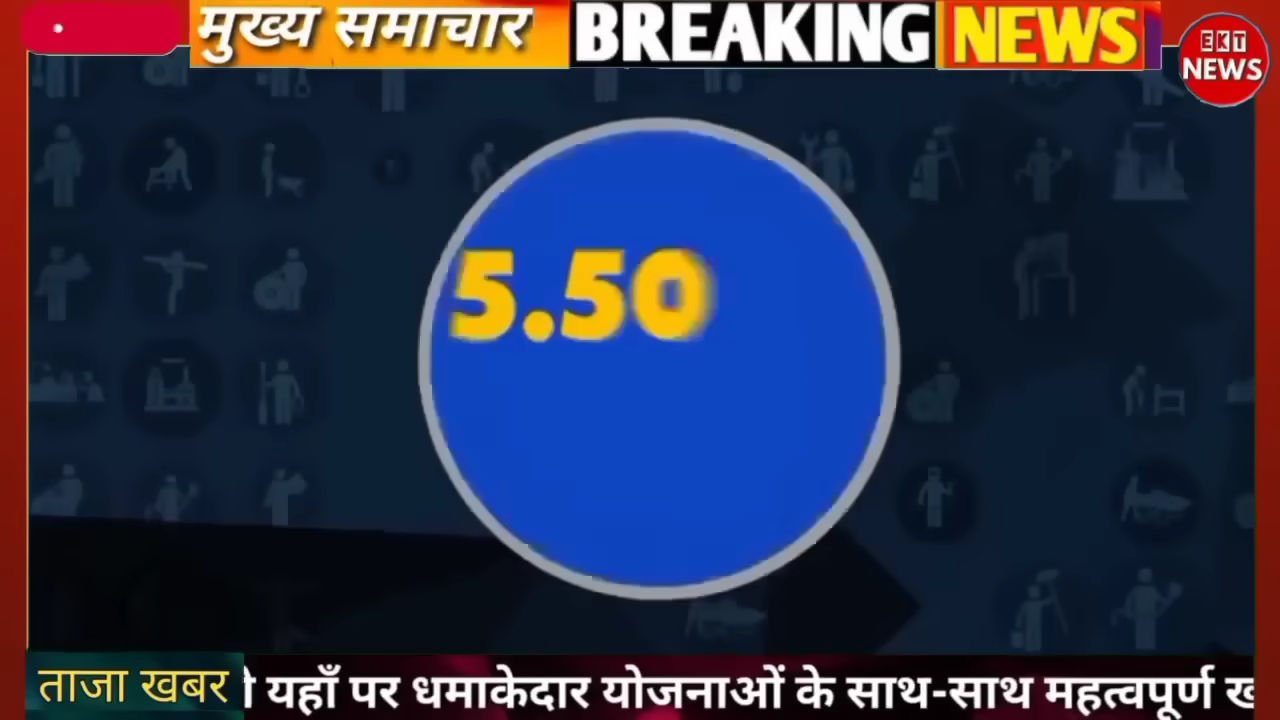 मुख्य समाचार BREAKING NEWS
EKT
NEWS
5.50
ताजा खबर यहाँ पर धमाकेदार योजनाओं के साथ-साथ महत्वपूर्ण